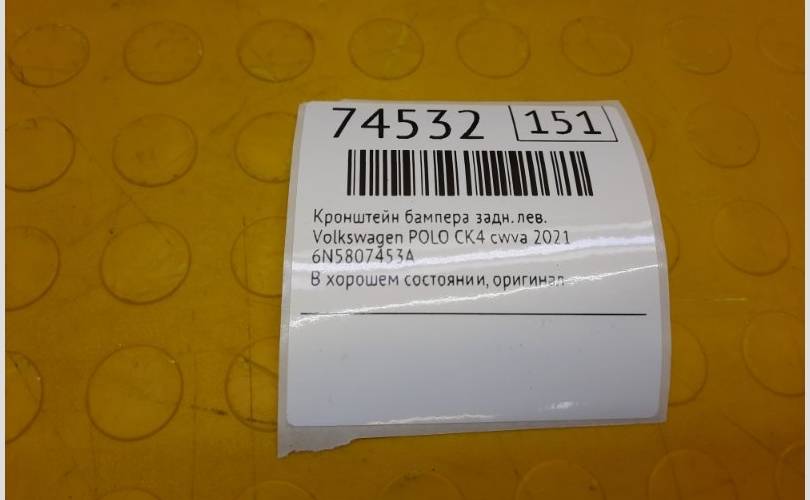 74532 151
Кронштейн бампера задн.лев.
Volkswagen POLO CK4 cwva 2021
6N5807453A
В хорошем состоянии, оригинал